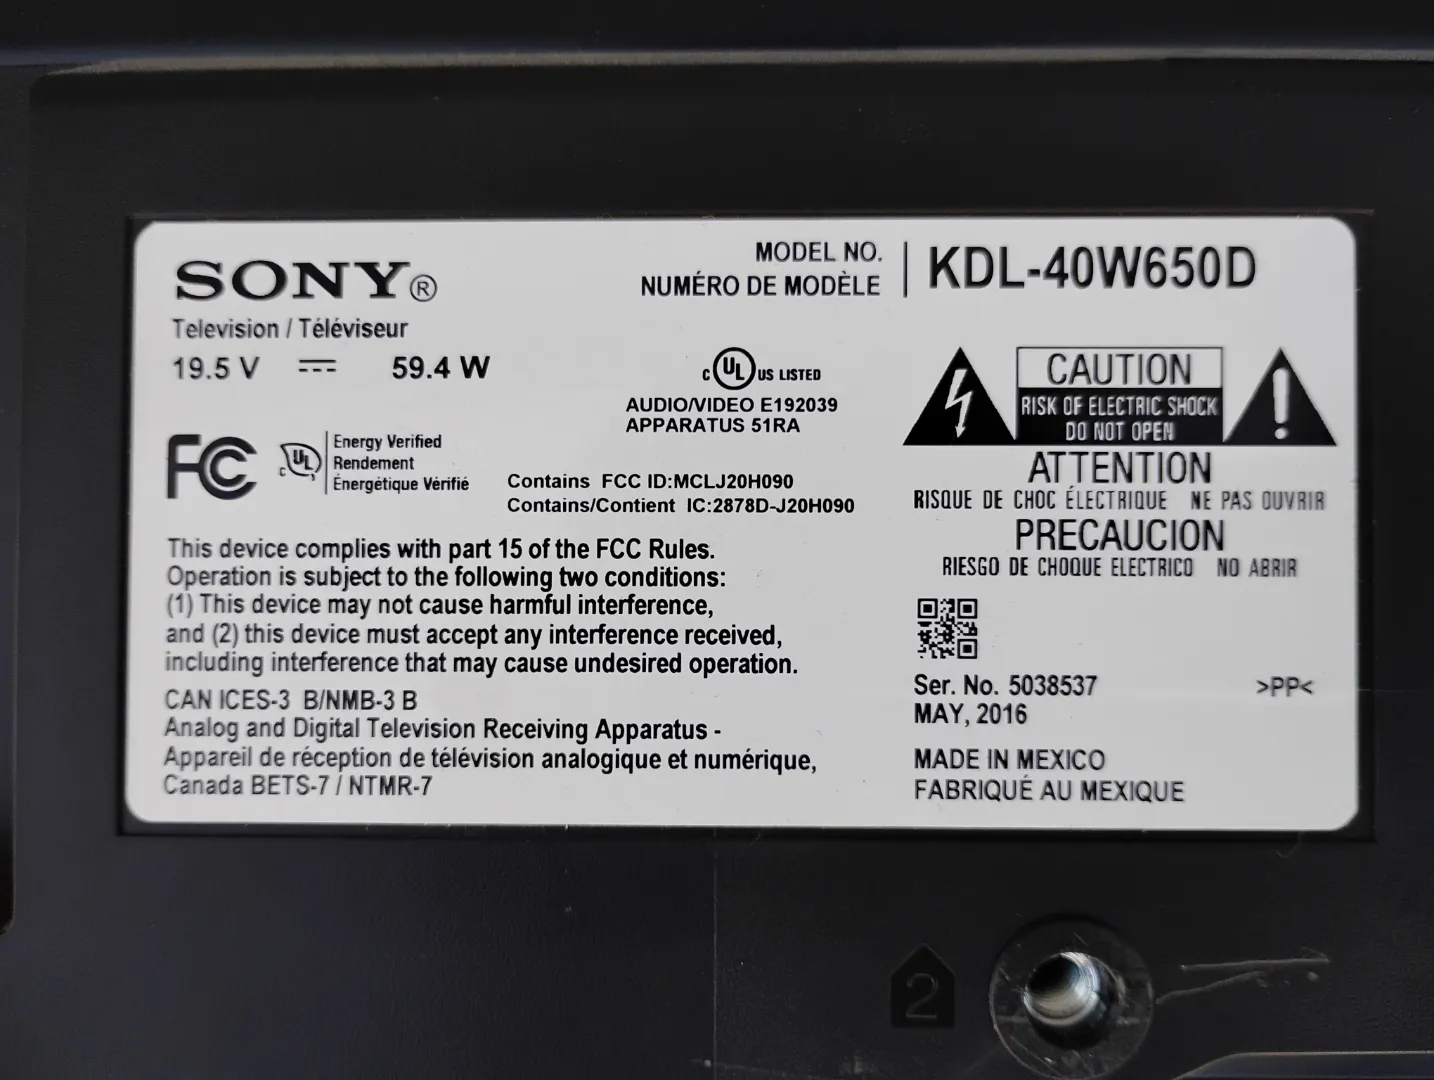 SONY®
Television / Téléviseur
19.5 V ⎓ 59.4 W
MODEL NO.
NUMÉRO DE MODÈLE
KDL-40W650D
c UL US LISTED
AUDIO/VIDEO E192039
APPARATUS 51RA
FC
c UL
Energy Verified
Rendement
Énergétique Vérifié
Contains FCC ID:MCLJ20H090
Contains/Contient IC:2878D-J20H090
This device complies with part 15 of the FCC Rules.
Operation is subject to the following two conditions:
(1) This device may not cause harmful interference,
and (2) this device must accept any interference received,
including interference that may cause undesired operation.
CAN ICES-3 B/NMB-3 B
Analog and Digital Television Receiving Apparatus -
Appareil de réception de télévision analogique et numérique,
Canada BETS-7 / NTMR-7
CAUTION
RISK OF ELECTRIC SHOCK
DO NOT OPEN
ATTENTION
RISQUE DE CHOC ÉLECTRIQUE NE PAS OUVRIR
PRECAUCION
RIESGO DE CHOQUE ELECTRICO NO ABRIR
Ser. No. 5038537
>PP<
MAY, 2016
MADE IN MEXICO
FABRIQUÉ AU MEXIQUE
2